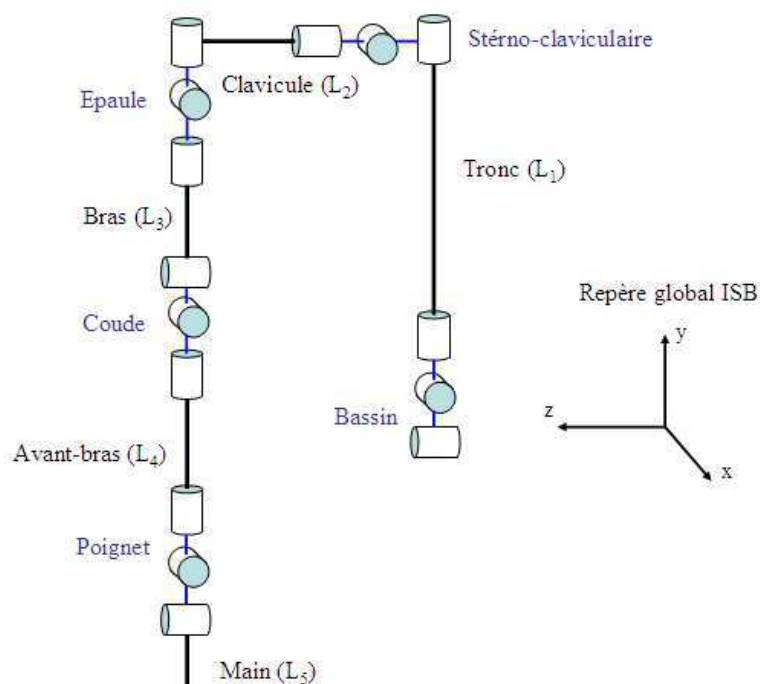 Stérno-claviculaire
Clavicule (L2)
Epaule
Tronc (L1)
Bras (L3)
Repère global ISB
Coude
y
Bassin
z
x
Avant-bras (L4)
Poignet
Main (L5)